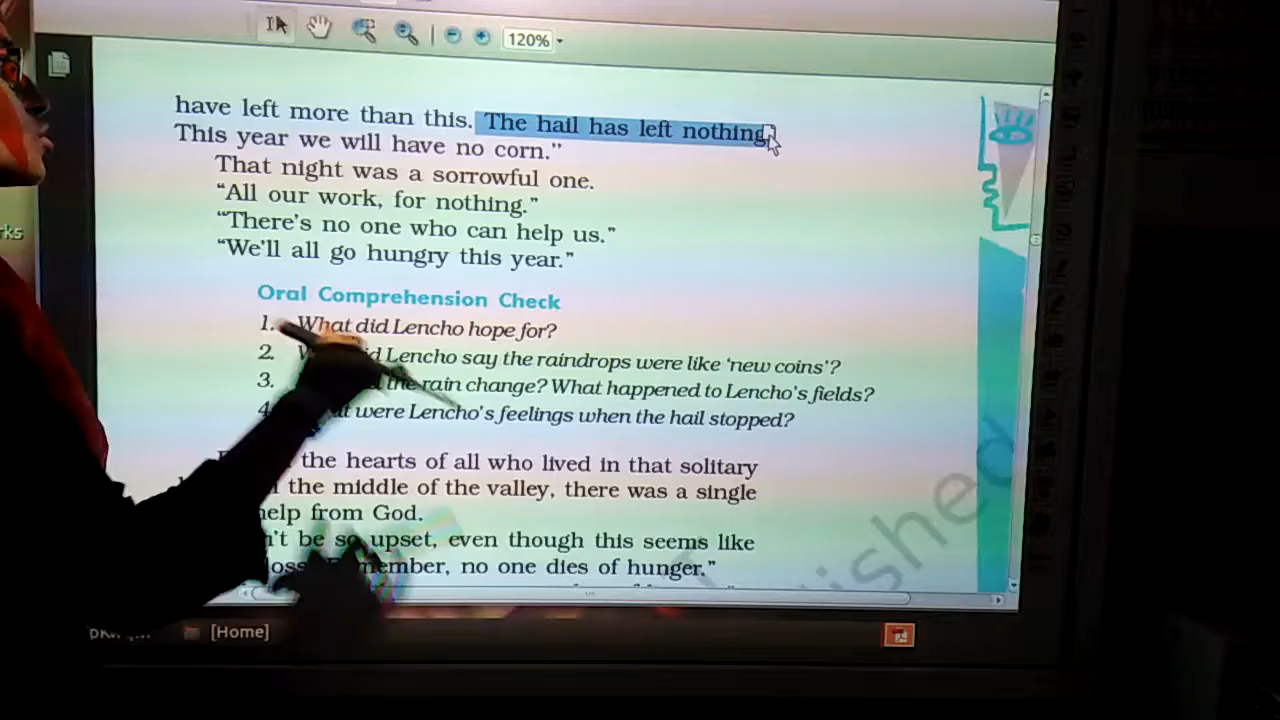 120%
have left more than this. The hail has left nothing.
This year we will have no corn.”
That night was a sorrowful one.
“All our work, for nothing.”
“There’s no one who can help us.”
“We’ll all go hungry this year.”
Oral Comprehension Check
1. What did Lencho hope for?
2. Lencho say the raindrops were like ‘new coins’?
3. the rain change? What happened to Lencho’s fields?
4. were Lencho’s feelings when the hail stopped?
the hearts of all who lived in that solitary
the middle of the valley, there was a single
help from God.
be so upset, even though this seems like
loss. Remember, no one dies of hunger.”
[Home]